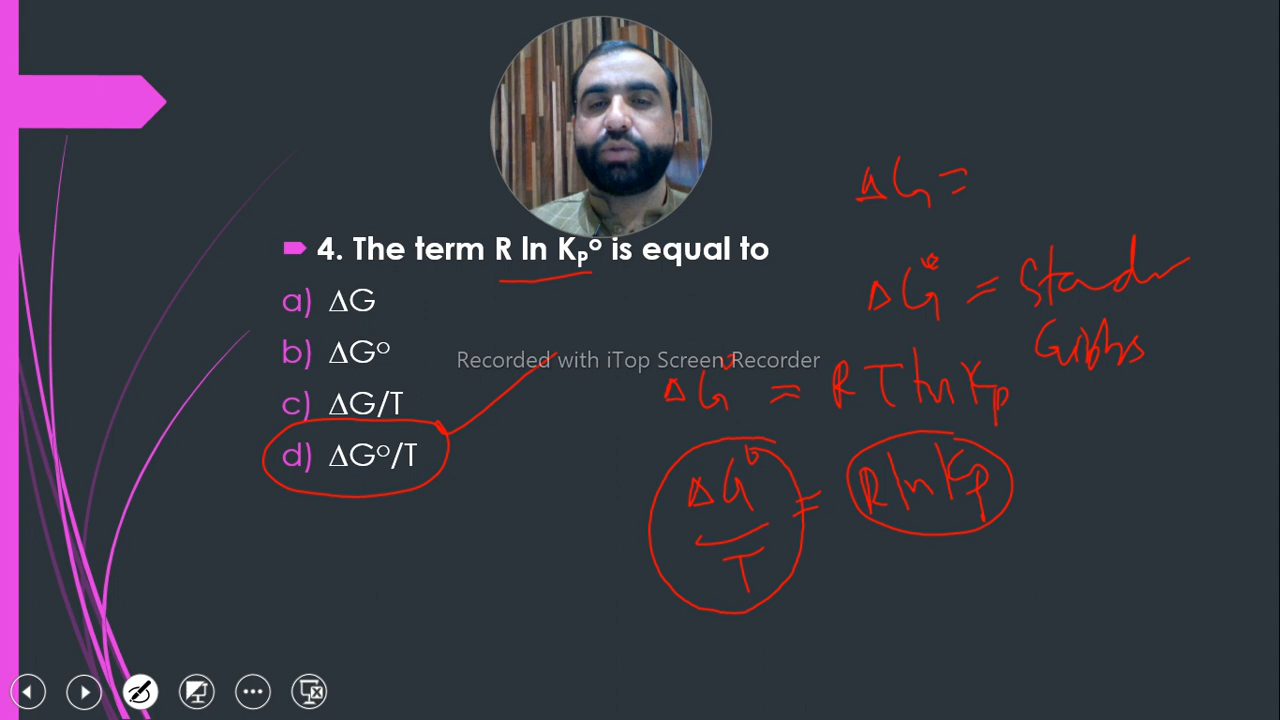 4. The term R ln KP° is equal to
a) ΔG
b) ΔG°
c) ΔG/T
d) ΔG°/T
Recorded with iTop Screen Recorder
ΔG =
ΔG° = Standr
Gibbs
ΔG° = RT ln Kp
ΔG°/T = R ln Kp